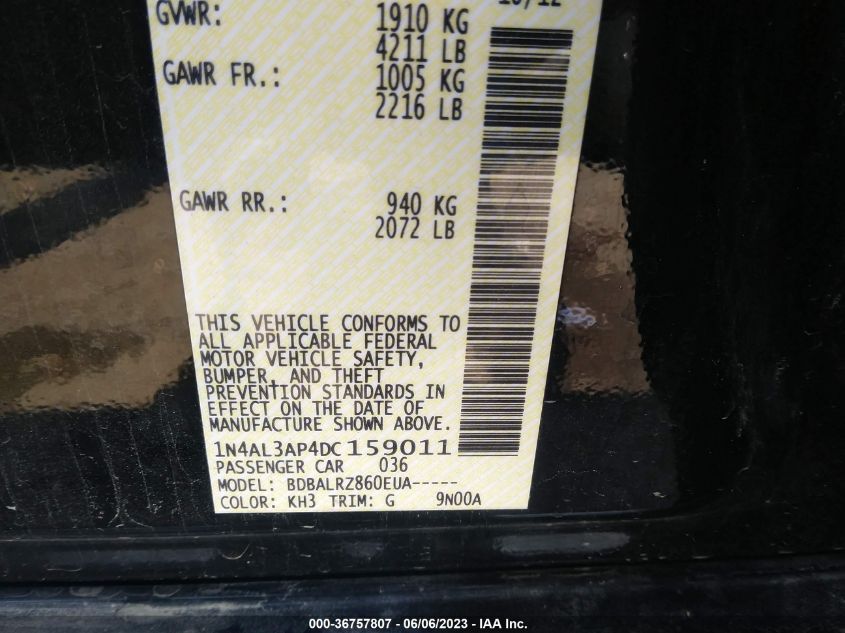 GVWR: 1910 KG
4211 LB
GAWR FR.: 1005 KG
2216 LB
GAWR RR.: 940 KG
2072 LB
THIS VEHICLE CONFORMS TO
ALL APPLICABLE FEDERAL
MOTOR VEHICLE SAFETY,
BUMPER, AND THEFT
PREVENTION STANDARDS IN
EFFECT ON THE DATE OF
MANUFACTURE SHOWN ABOVE.
1N4AL3AP4DC159011
PASSENGER CAR 036
MODEL: BDBALRZ860EUA-----
COLOR: KH3 TRIM: G 9N00A
000-36757807 - 06/06/2023 - IAA Inc.